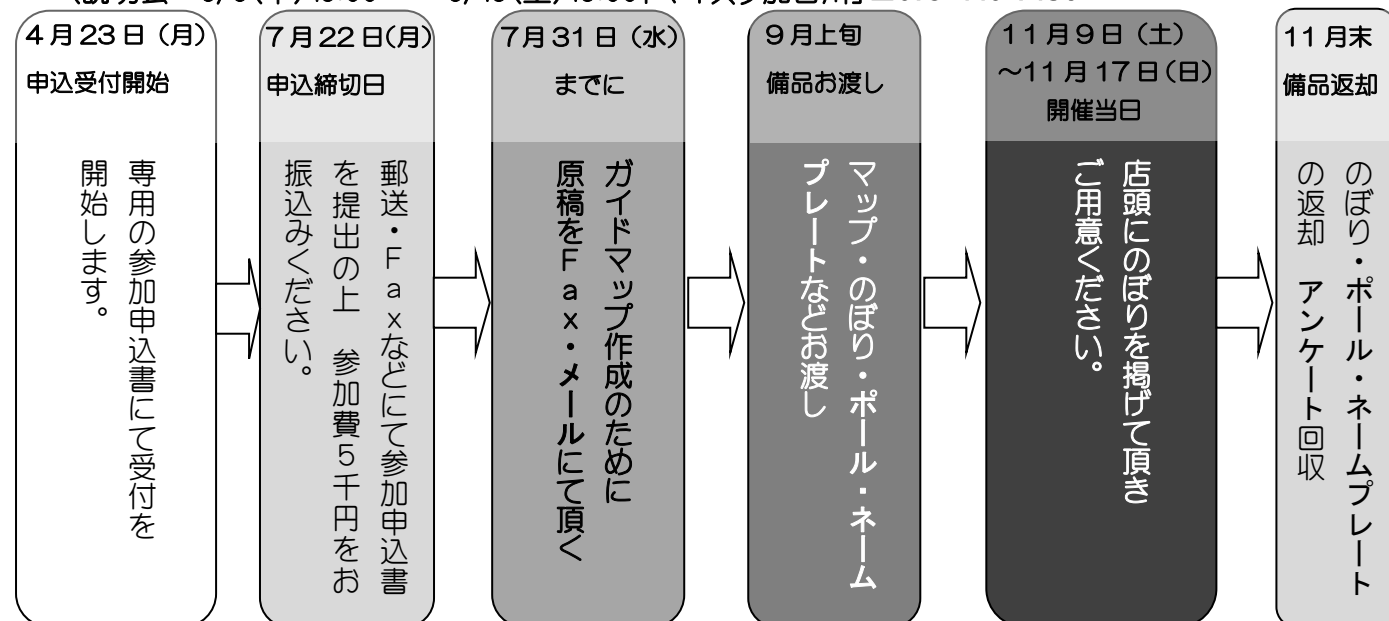 4月23日（月）
申込受付開始
専用の参加申込書にて受付を
開始します。
7月22日(月)
申込締切日
郵送・Faxなどにて参加申込書
を提出の上　参加費５千円をお
振込みください。
7月31日（水）
までに
ガイドマップ作成のために
原稿をFax・メールにて頂く
9月上旬
備品お渡し
マップ・のぼり・ポール・ネーム
プレートなどお渡し
11月9日（土）
～11月17日(日)
開催当日
店頭にのぼりを掲げて頂き
ご用意ください。
11月末
備品返却
のぼり・ポール・ネームプレート
の返却　アンケート回収